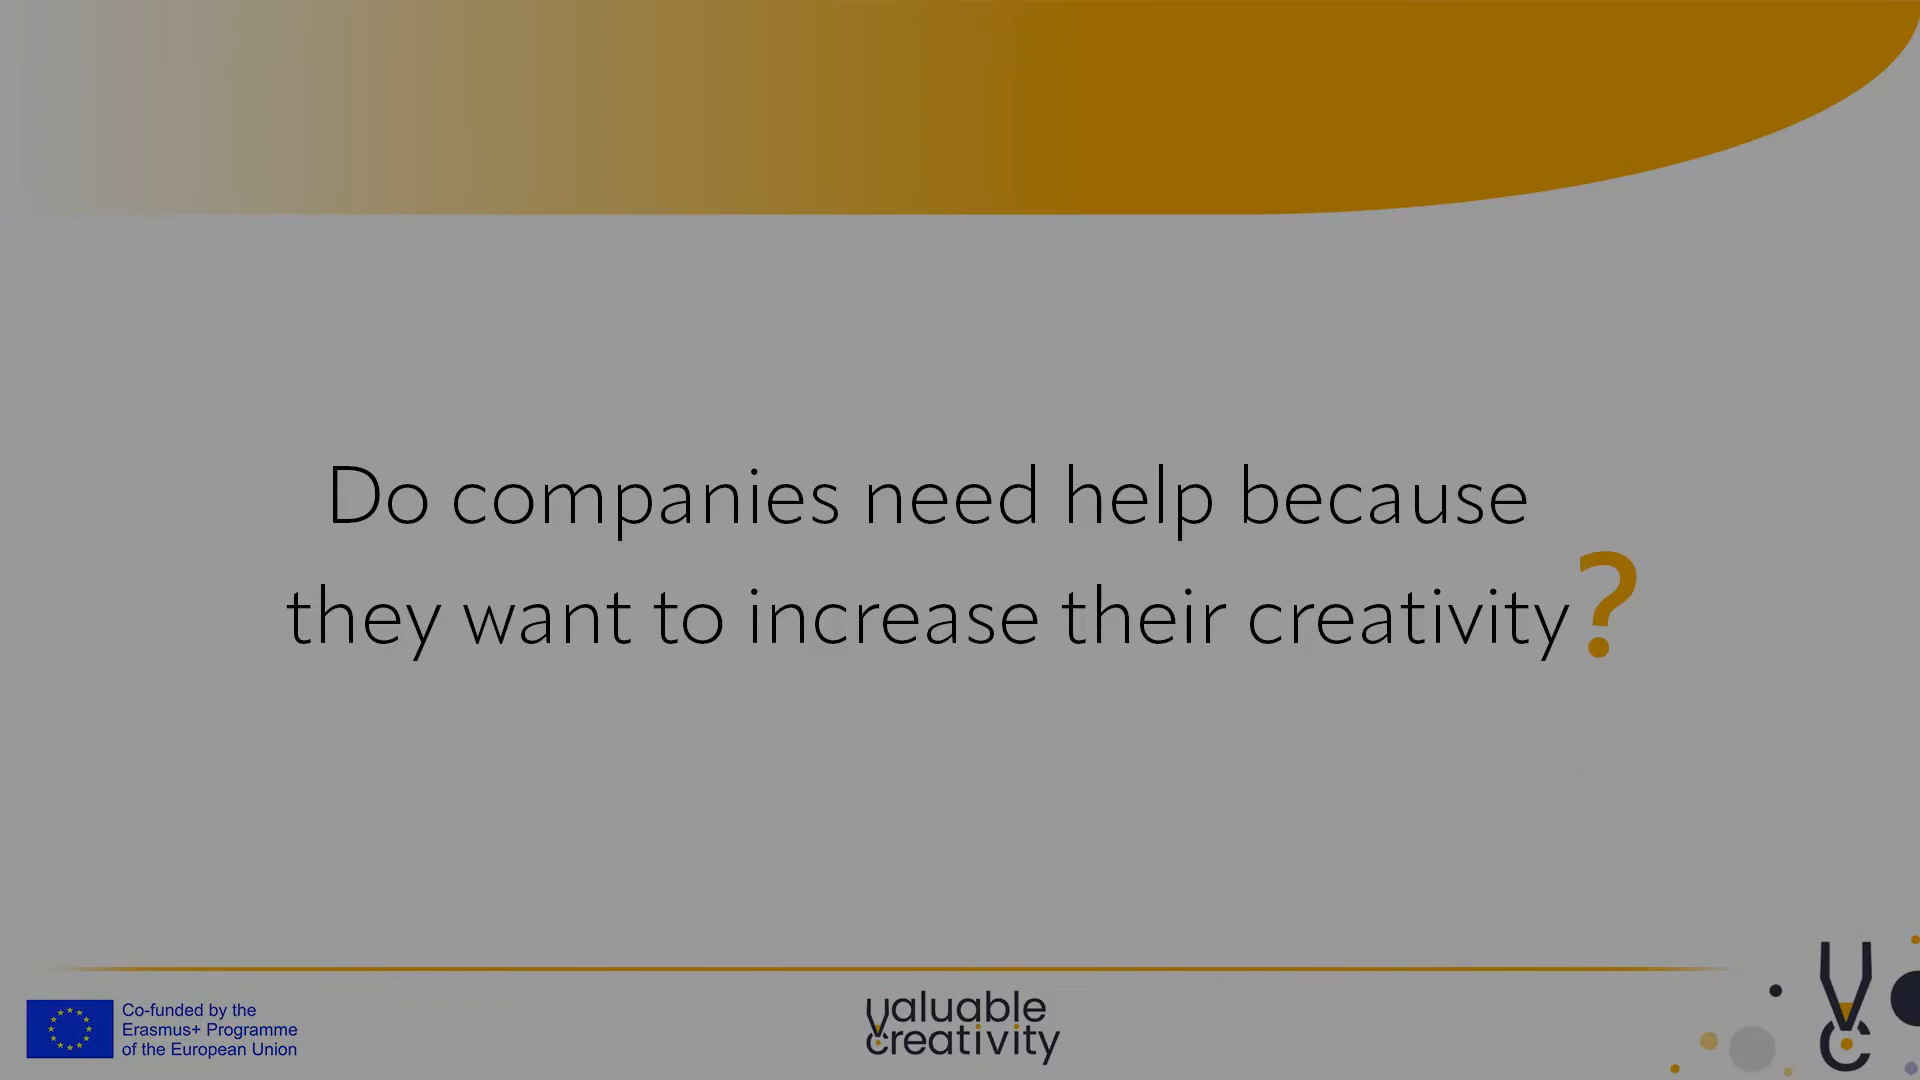 Do companies need help because
they want to increase their creativity?
Co-funded by the
Erasmus+ Programme
of the European Union
valuable
creativity
VC